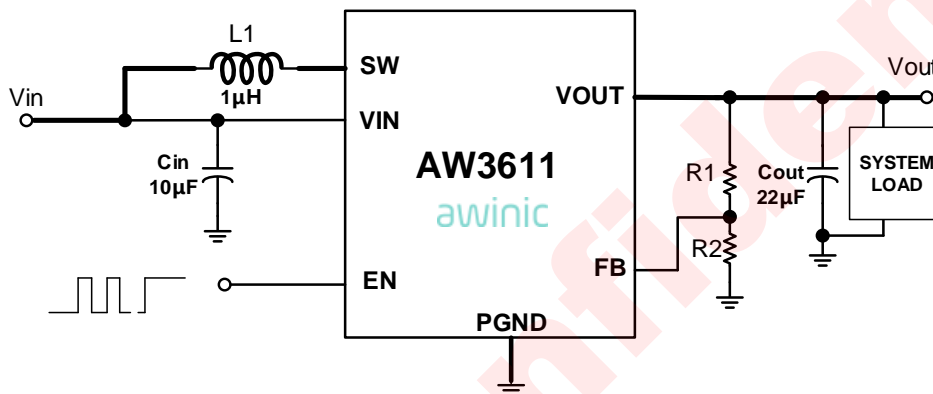 L1
1µH
SW
Vin
VIN
Cin
10µF
AW3611
awinic
VOUT
Vout
R1
R2
Cout
22µF
SYSTEM
LOAD
EN
FB
PGND